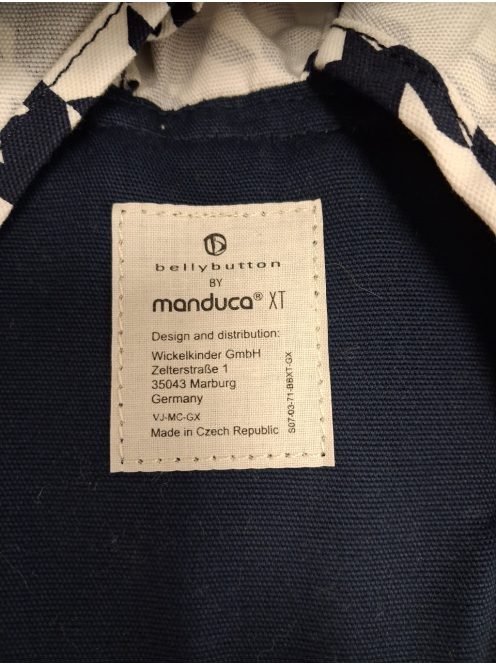 bellybutton
BY
manduca® XT
Design and distribution:
Wickelkinder GmbH
Zelterstraße 1
35043 Marburg
Germany
VJ-MC-GX
Made in Czech Republic
S07-03-71-BBXT-GX